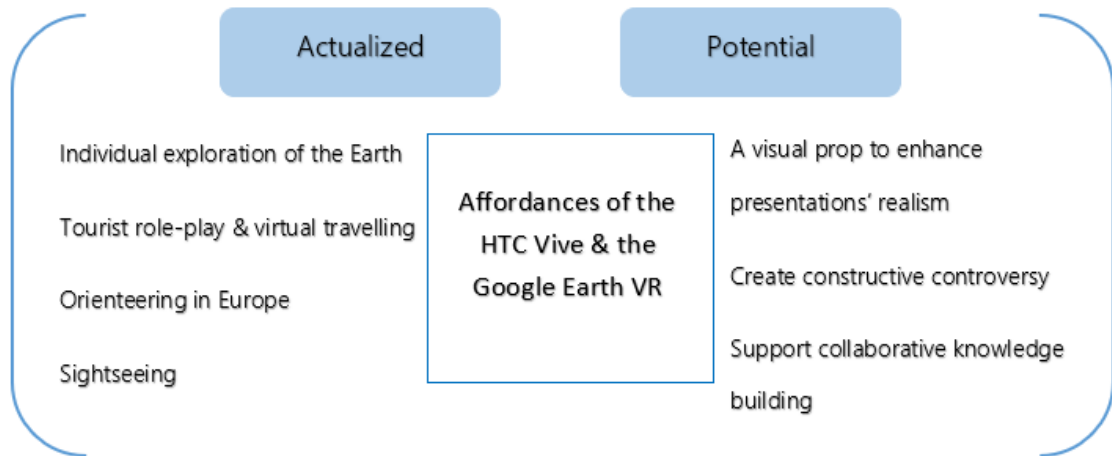 Actualized
Potential
Individual exploration of the Earth
Tourist role-play & virtual travelling
Orienteering in Europe
Sightseeing
Affordances of the
HTC Vive & the
Google Earth VR
A visual prop to enhance
presentations’ realism
Create constructive controversy
Support collaborative knowledge
building